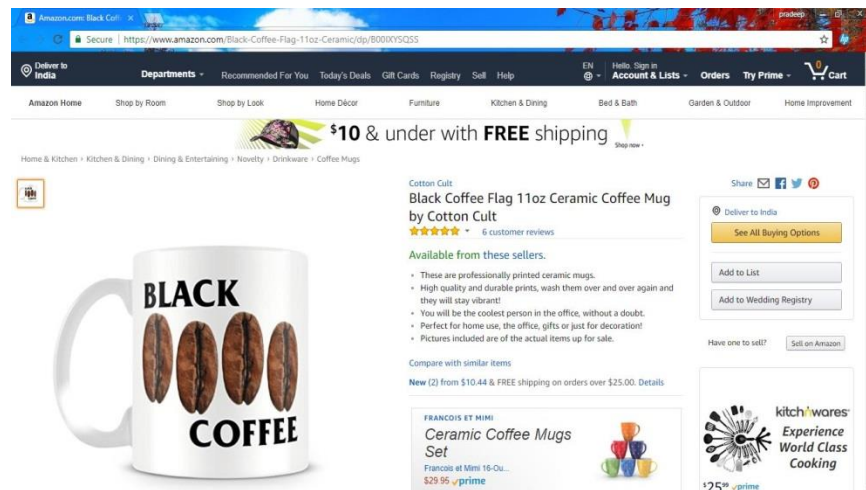 Amazon.com: Black Coff
pradeep
Secure | https://www.amazon.com/Black-Coffee-Flag-11oz-Ceramic/dp/B00IXYSQSS
Deliver to
India
Departments
Recommended For You Today's Deals Gift Cards Registry Sell Help
EN
Hello. Sign in
Account & Lists
Orders
Try Prime
0
Cart
Amazon Home Shop by Room Shop by Look Home Décor Furniture Kitchen & Dining Bed & Bath Garden & Outdoor Home Improvement
$10 & under with FREE shipping
Shop now ›
Home & Kitchen › Kitchen & Dining › Dining & Entertaining › Novelty › Drinkware › Coffee Mugs
BLACK
COFFEE
Cotton Cult
Black Coffee Flag 11oz Ceramic Coffee Mug
by Cotton Cult
6 customer reviews
Available from these sellers.
• These are professionally printed ceramic mugs.
• High quality and durable prints, wash them over and over again and
they will stay vibrant!
• You will be the coolest person in the office, without a doubt.
• Perfect for home use, the office, gifts or just for decoration!
• Pictures included are of the actual items up for sale.
Compare with similar items
New (2) from $10.44 & FREE shipping on orders over $25.00. Details
FRANCOIS ET MIMI
Ceramic Coffee Mugs
Set
Francois et Mimi 16-Ou...
$29.95 prime
Share
Deliver to India
See All Buying Options
Add to List
Add to Wedding Registry
Have one to sell?
Sell on Amazon
kitchwares
Experience
World Class
Cooking
$25 prime